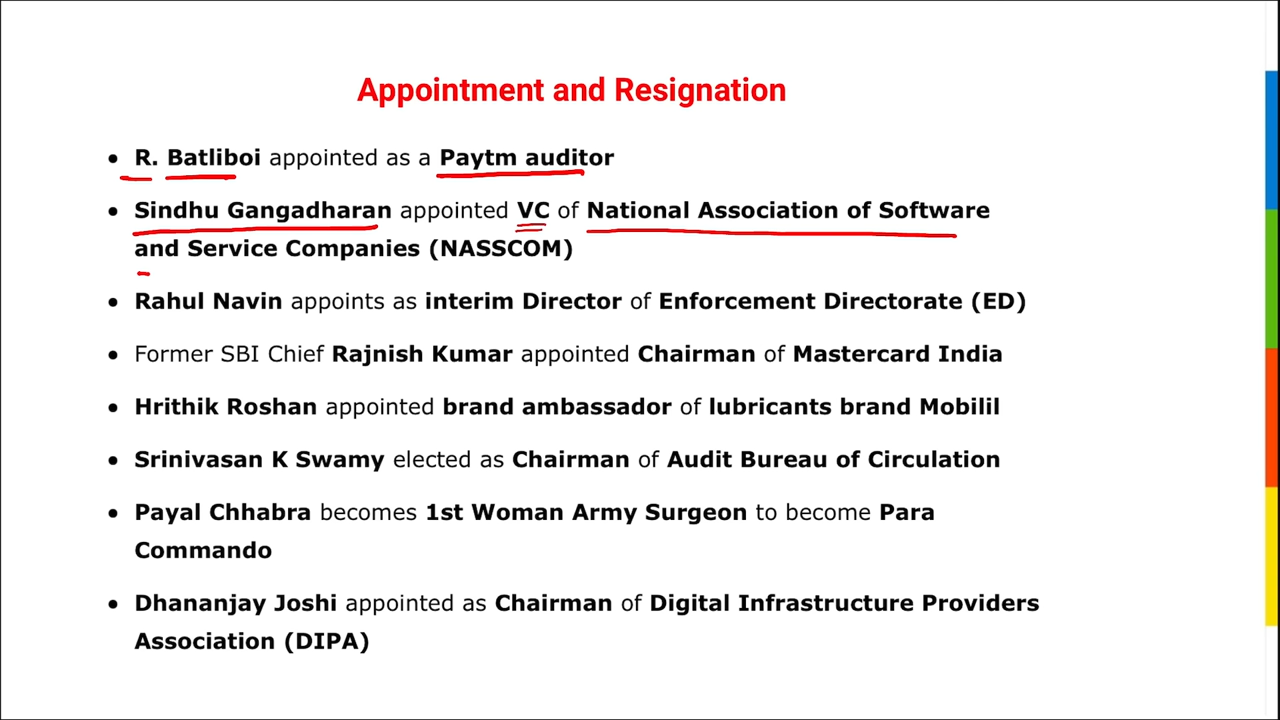 Appointment and Resignation
• R. Batliboi appointed as a Paytm auditor
• Sindhu Gangadharan appointed VC of National Association of Software
and Service Companies (NASSCOM)
• Rahul Navin appoints as interim Director of Enforcement Directorate (ED)
• Former SBI Chief Rajnish Kumar appointed Chairman of Mastercard India
• Hrithik Roshan appointed brand ambassador of lubricants brand Mobilil
• Srinivasan K Swamy elected as Chairman of Audit Bureau of Circulation
• Payal Chhabra becomes 1st Woman Army Surgeon to become Para
Commando
• Dhananjay Joshi appointed as Chairman of Digital Infrastructure Providers
Association (DIPA)